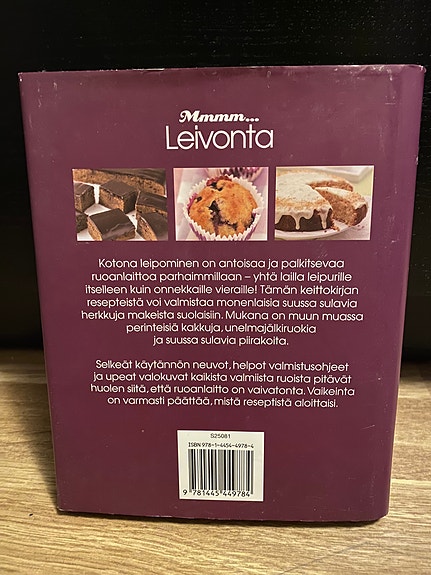 Mmmm...
Leivonta
Kotona leipominen on antoisaa ja palkitsevaa
ruoanlaittoa parhaimmillaan – yhtä lailla leipurille
itselleen kuin onnekkaille vieraille! Tämän keittokirjan
resepteistä voi valmistaa monenlaisia suussa sulavia
herkkuja makeista suolaisiin. Mukana on muun muassa
perinteisiä kakkuja, unelmajälkiruokia
ja suussa sulavia piirakoita.
Selkeät käytännön neuvot, helpot valmistusohjeet
ja upeat valokuvat kaikista valmiista ruoista pitävät
huolen siitä, että ruoanlaitto on vaivatonta. Vaikeinta
on varmasti päättää, mistä reseptistä aloittaisi.
S25081
ISBN 978-1-4454-4978-4
9 781445 449784